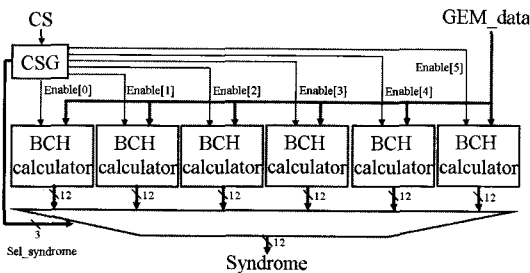 CS
GEM_data
CSG
Enable[5]
Enable[0]
Enable[1]
Enable[2]
Enable[3}
Enable[4]
BCH calculator
BCH calculator
BCH calculator
BCH calculator
BCH calculator
BCH calculator
12
12
12
12
12
12
3
Sel_syndrome
12
Syndrome